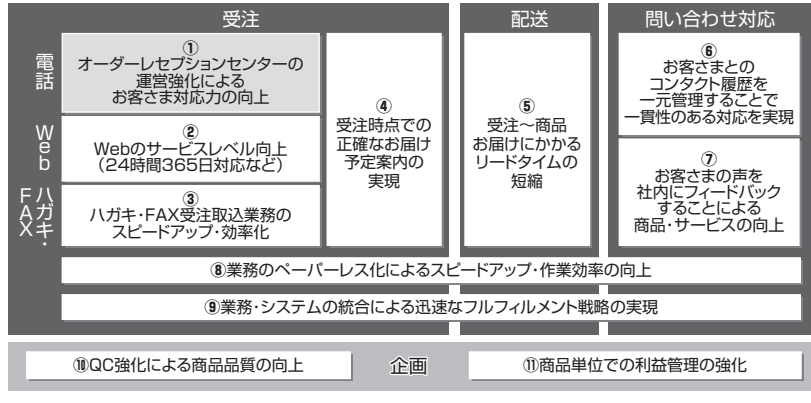 受注
配送
問い合わせ対応
電話
①
オーダーレセプションセンターの
運営強化による
お客さま対応力の向上
Web
②
Webのサービスレベル向上
（24時間365日対応など）
ハガキ・
FAX
③
ハガキ・FAX受注取込業務の
スピードアップ・効率化
④
受注時点での
正確なお届け
予定案内の
実現
⑤
受注～商品
お届けにかかる
リードタイムの
短縮
⑥
お客さまとの
コンタクト履歴を
一元管理することで
一貫性のある対応を実現
⑦
お客さまの声を
社内にフィードバック
することによる
商品・サービスの向上
⑧業務のペーパーレス化によるスピードアップ・作業効率の向上
⑨業務・システムの統合による迅速なフルフィルメント戦略の実現
⑩QC強化による商品品質の向上
企画
⑪商品単位での利益管理の強化